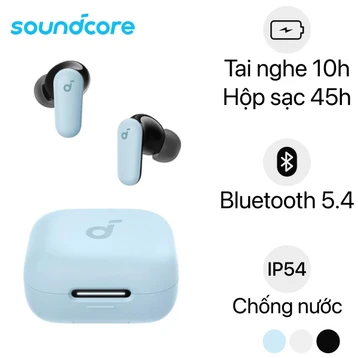 soundcore
Tai nghe 10h
Hộp sạc 45h
Bluetooth 5.4
IP54
Chống nước